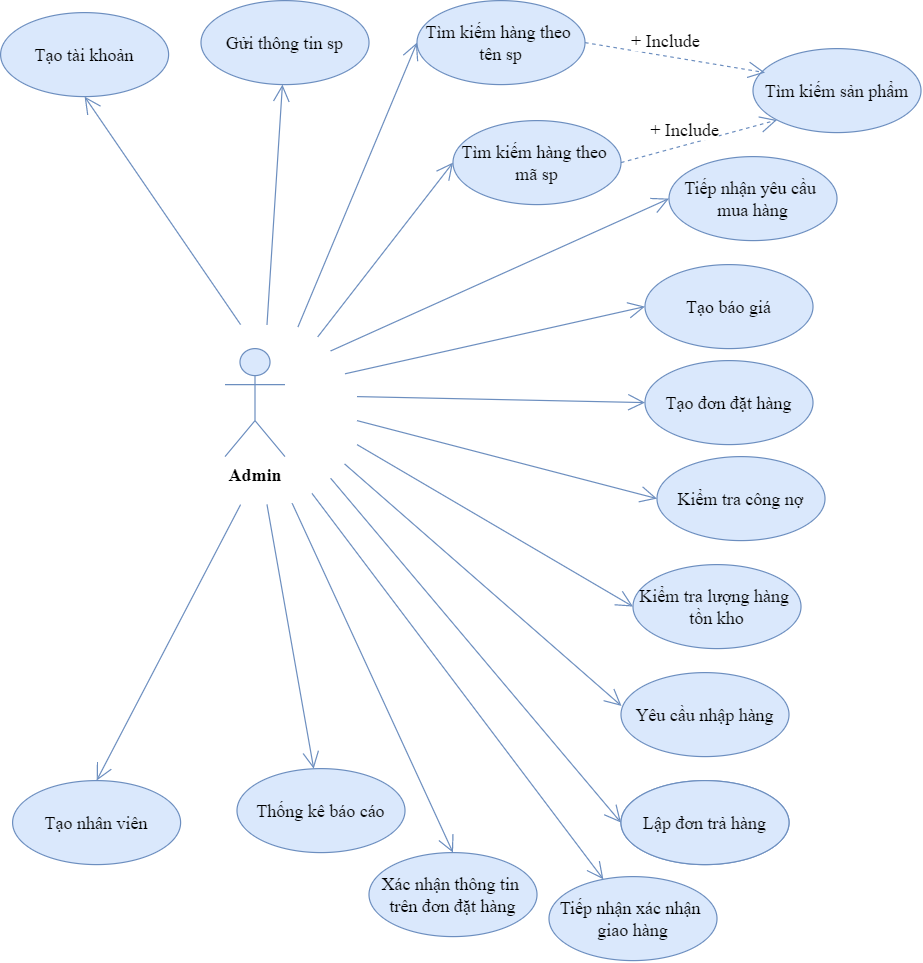 Tạo tài khoản
Gửi thông tin sp
Tìm kiếm hàng theo
tên sp
+ Include
Tìm kiếm sản phẩm
+ Include
Tìm kiếm hàng theo
mã sp
Tiếp nhận yêu cầu
mua hàng
Tạo báo giá
Tạo đơn đặt hàng
Admin
Kiểm tra công nợ
Kiểm tra lượng hàng
tồn kho
Yêu cầu nhập hàng
Tạo nhân viên
Thống kê báo cáo
Lập đơn trả hàng
Xác nhận thông tin
trên đơn đặt hàng
Tiếp nhận xác nhận
giao hàng